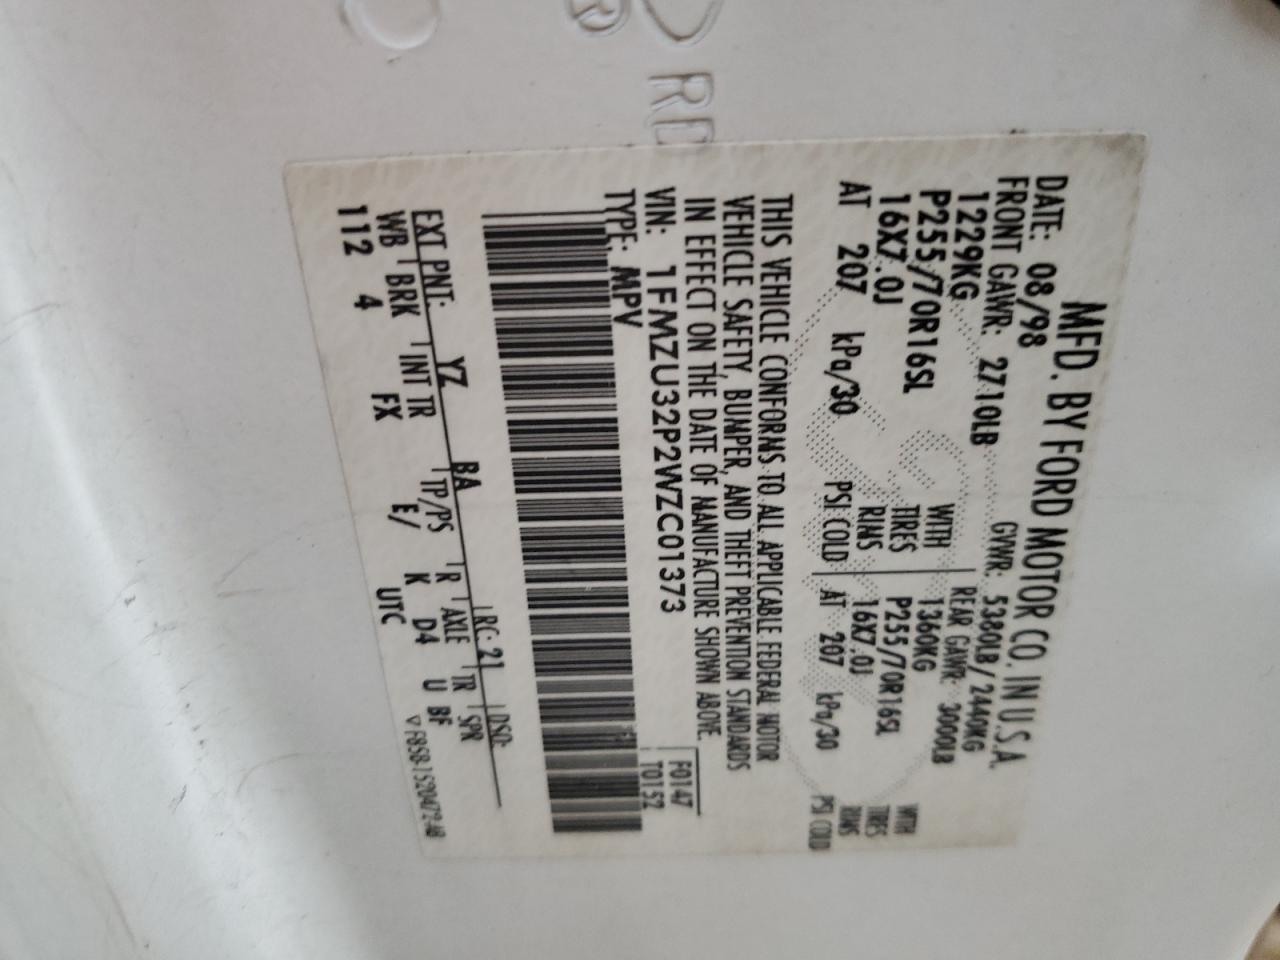 RD
MFD. BY FORD MOTOR CO. IN U.S.A.
DATE: 08/98 GVWR: 5380LB/ 2440KG
FRONT GAWR: 2710LB REAR GAWR: 3000LB
1229KG WITH 1360KG WITH
P255/70R16SL TIRES P255/70R16SL TIRES
16X7.0J RIMS 16X7.0J RIMS
AT 207 kPa/30 PSI COLD AT 207 kPa/30 PSI COLD
THIS VEHICLE CONFORMS TO ALL APPLICABLE FEDERAL MOTOR
VEHICLE SAFETY, BUMPER, AND THEFT PREVENTION STANDARDS
IN EFFECT ON THE DATE OF MANUFACTURE SHOWN ABOVE.
VIN: 1FMZU32P2WZC01373 F0147
TYPE: MPV T0152
EXT PNT: YZ BA RC: 21 DSO:
WB BRK INT TR TP/PS R AXLE TR SPR
112 4 FX E/ K D4 U BF
UTC ▽F85B-1520472-AB